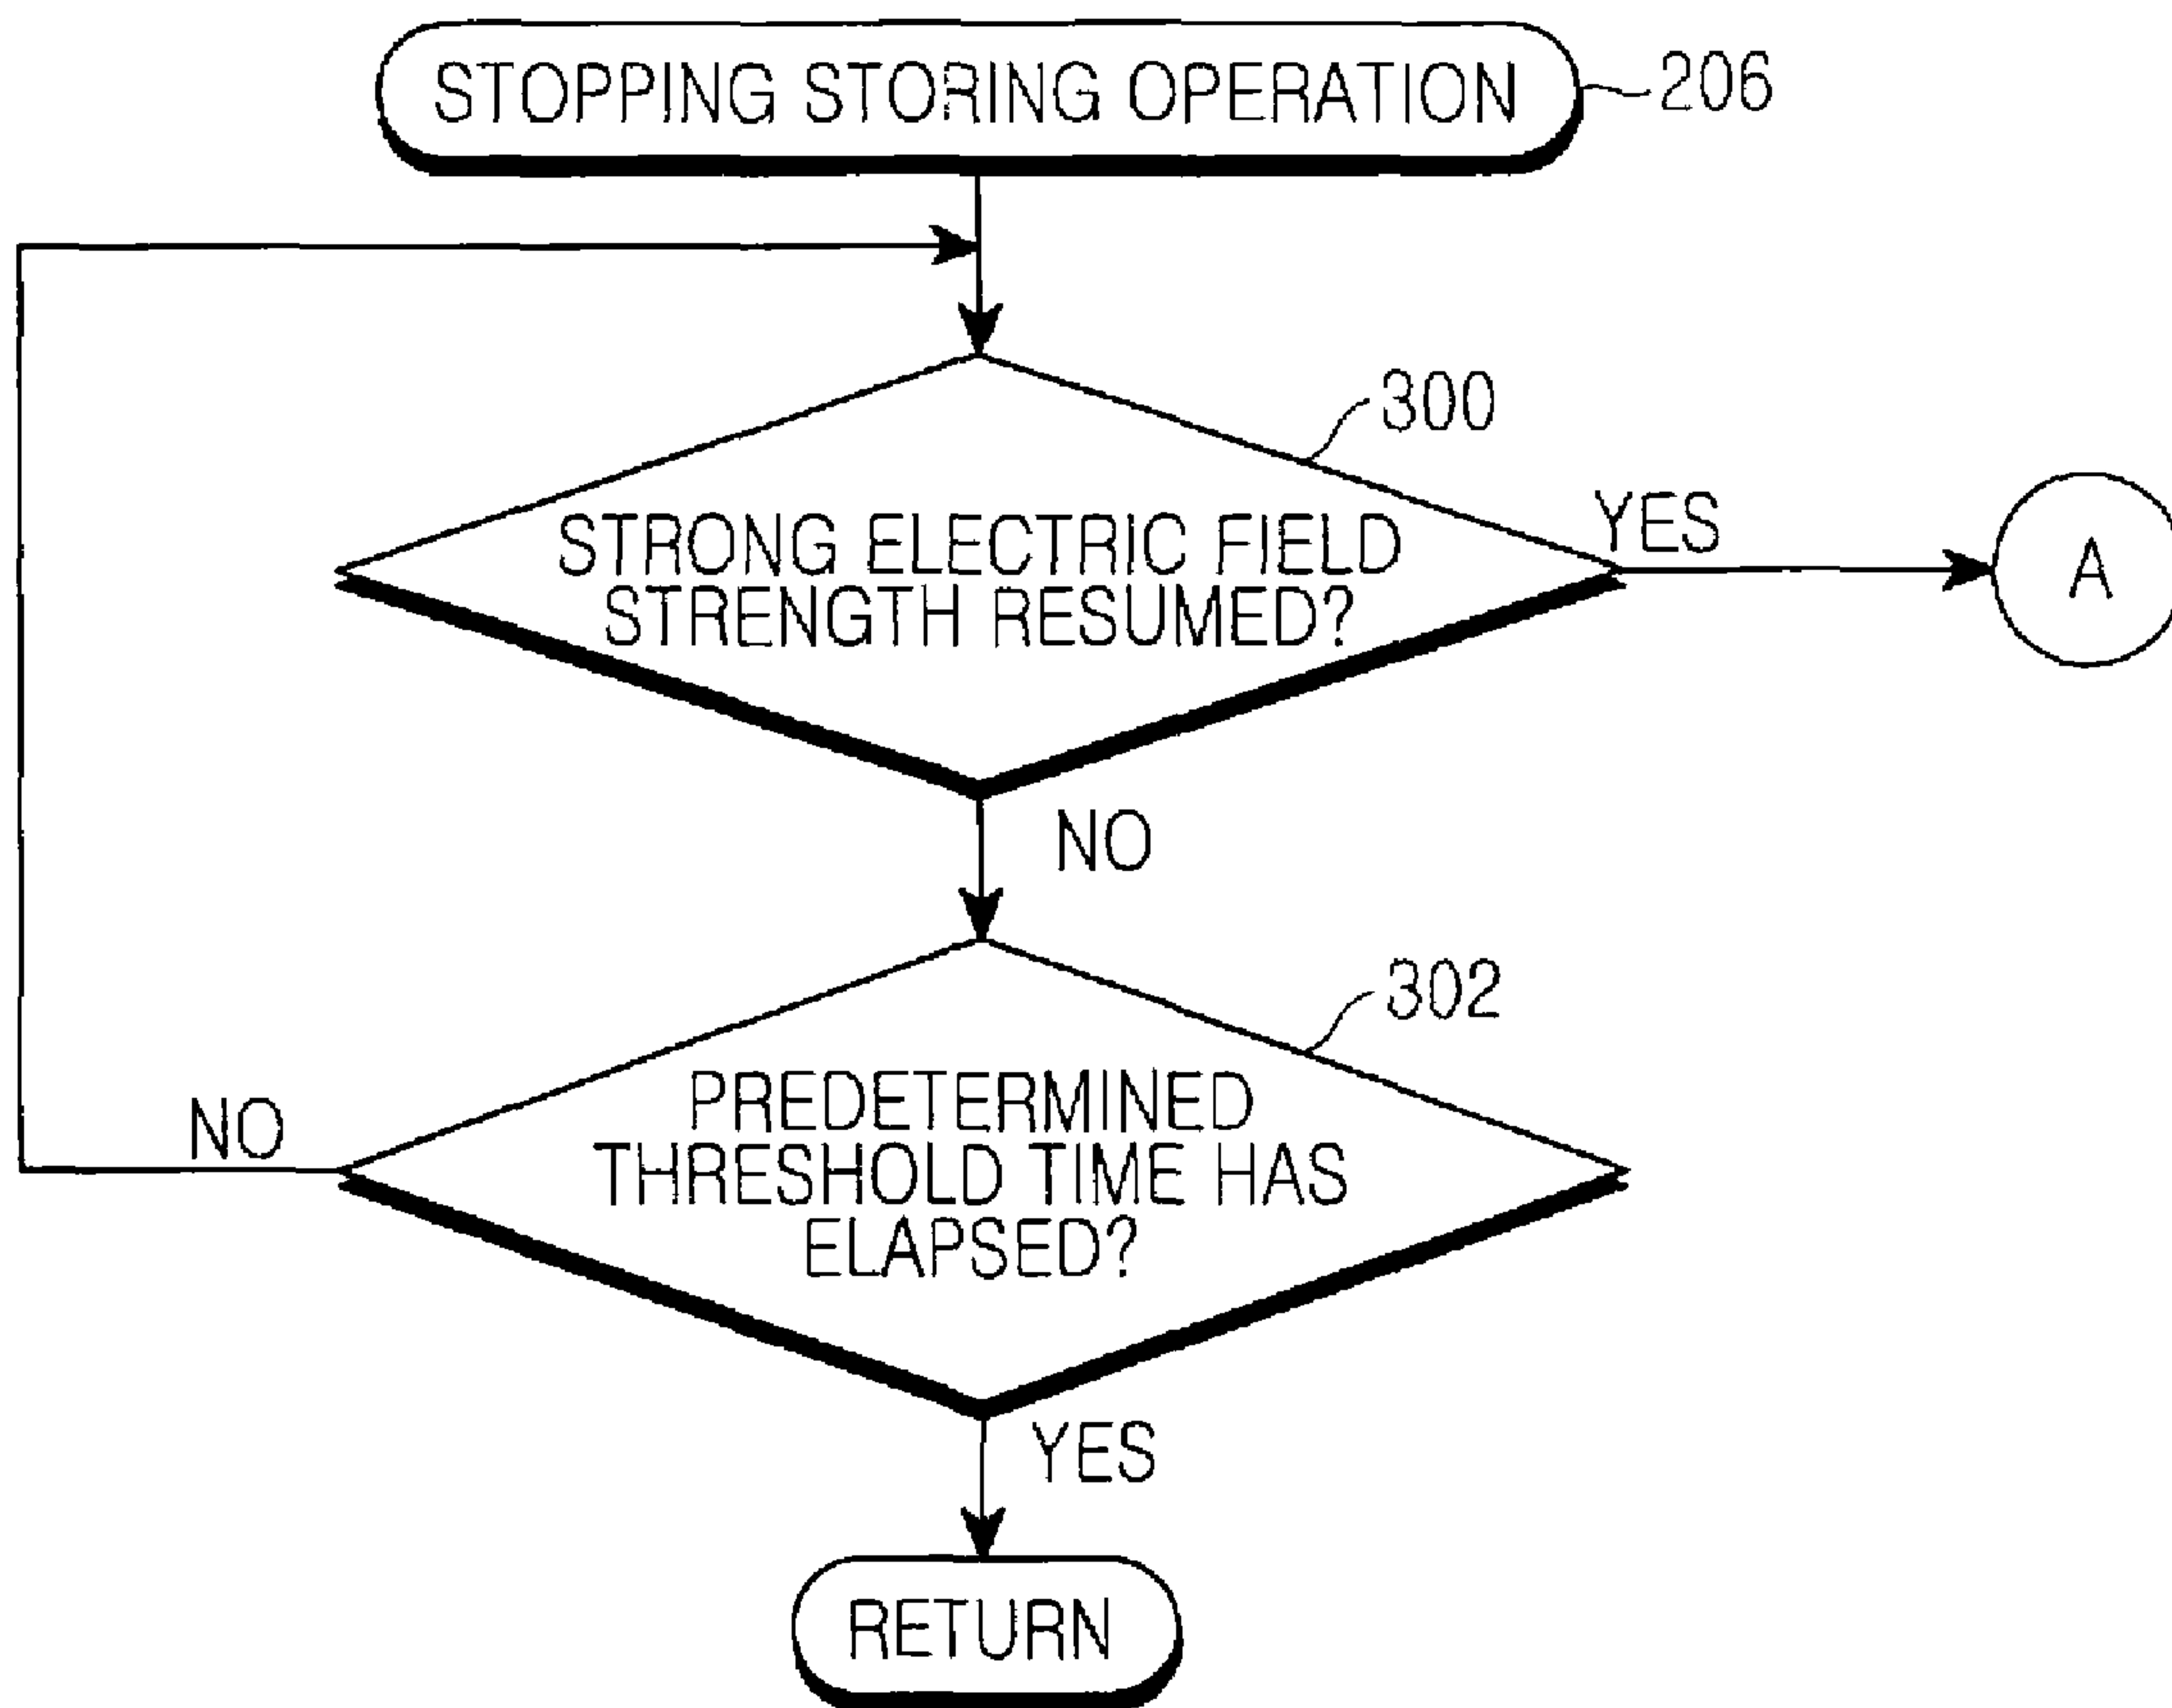 STOPPING STORING OPERATION
206
300
STRONG ELECTRIC FIELD
STRENGTH RESUMED?
YES
A
NO
302
PREDETERMINED
THRESHOLD TIME HAS
ELAPSED?
NO
YES
RETURN